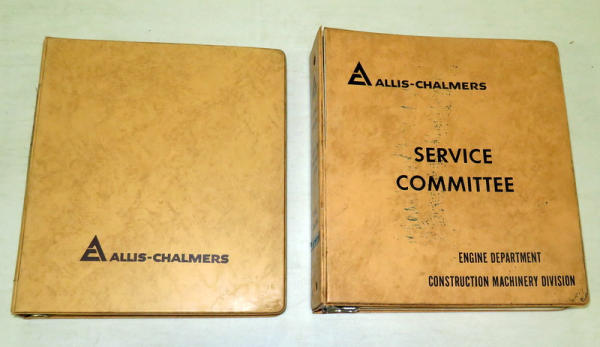 ALLIS-CHALMERS
ALLIS-CHALMERS
SERVICE
COMMITTEE
ENGINE DEPARTMENT
CONSTRUCTION MACHINERY DIVISION